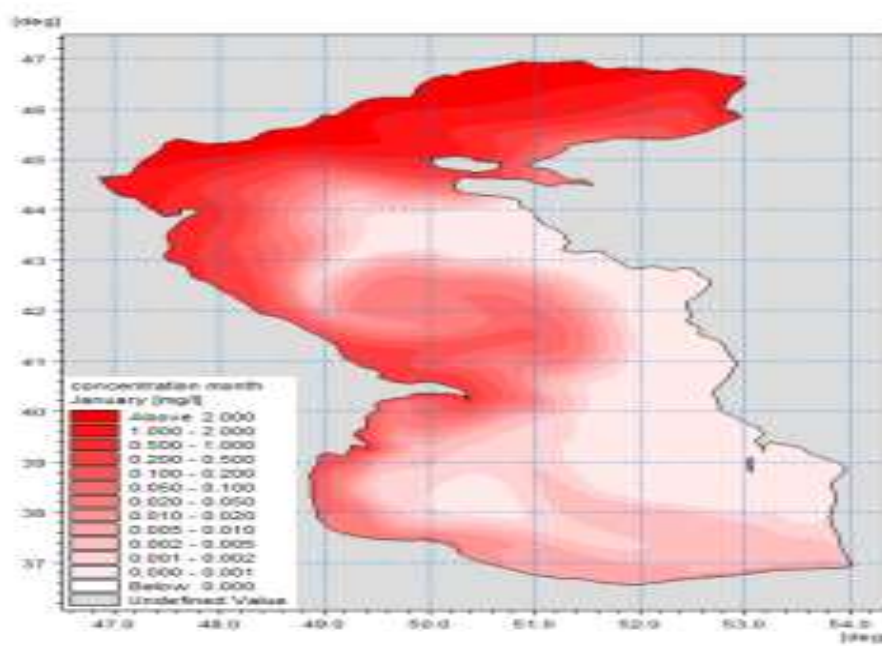 [deg]
47
46
45
44
43
42
41
40
39
38
37
concentration month
January [mg/l]
Above 2.000
1.000 - 2.000
0.500 - 1.000
0.200 - 0.500
0.100 - 0.200
0.050 - 0.100
0.020 - 0.050
0.010 - 0.020
0.005 - 0.010
0.002 - 0.005
0.001 - 0.002
0.000 - 0.001
Below 0.000
Undefined Value
47.0 48.0 49.0 50.0 51.0 52.0 53.0 54.0
[deg]